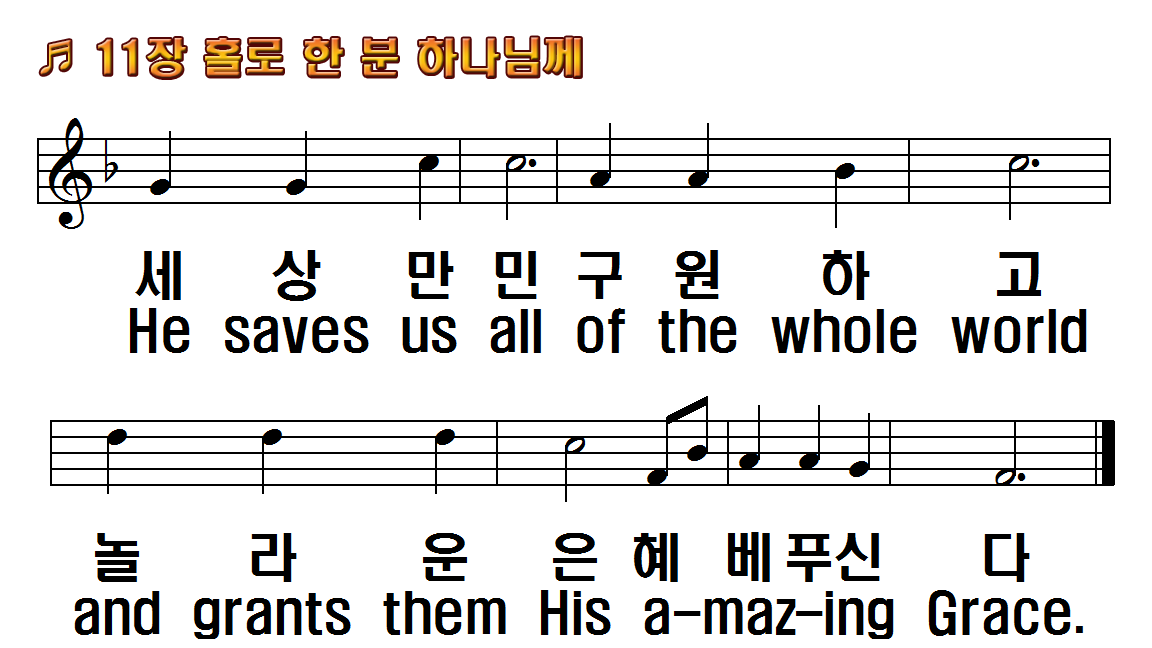 ♬ 11장 홀로 한 분 하나님께
세 상 만 민 구 원 하 고
He saves us all of the whole world
놀 라 운 은 혜 베 푸 신 다
and grants them His a-maz-ing Grace.